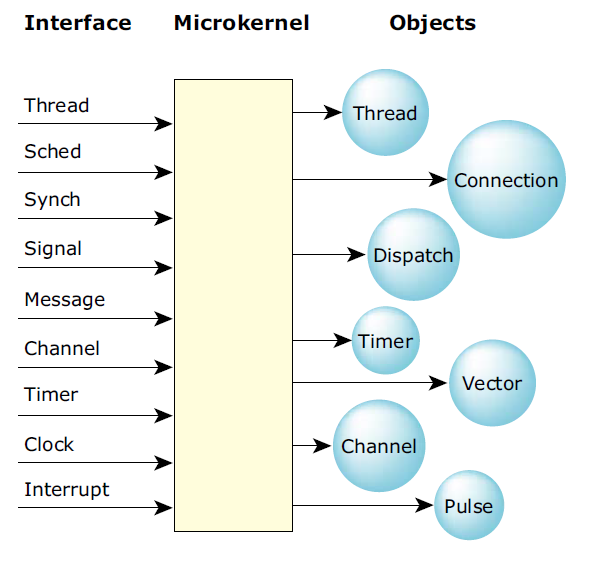 Interface Microkernel Objects
Thread
Sched
Synch
Signal
Message
Channel
Timer
Clock
Interrupt
Thread
Connection
Dispatch
Timer
Vector
Channel
Pulse